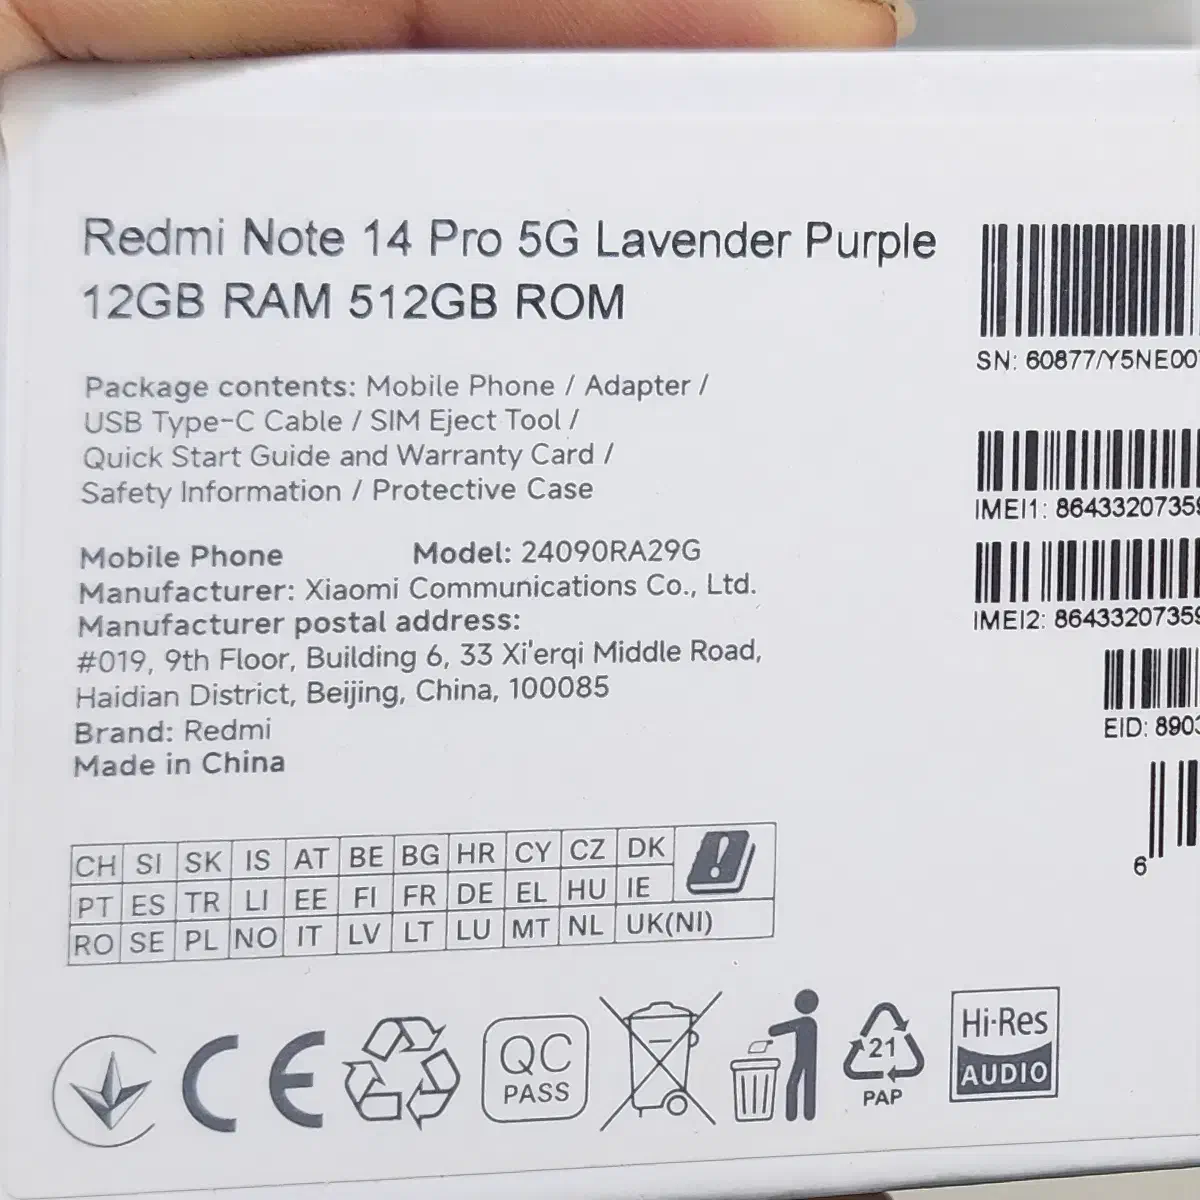 Redmi Note 14 Pro 5G Lavender Purple
12GB RAM 512GB ROM
Package contents: Mobile Phone / Adapter /
USB Type-C Cable / SIM Eject Tool /
Quick Start Guide and Warranty Card /
Safety Information / Protective Case
Mobile Phone Model: 24090RA29G
Manufacturer: Xiaomi Communications Co., Ltd.
Manufacturer postal address:
#019, 9th Floor, Building 6, 33 Xi'erqi Middle Road,
Haidian District, Beijing, China, 100085
Brand: Redmi
Made in China
SN: 60877/Y5NE00
IMEI1: 86433207359
IMEI2: 86433207359
EID: 8903
6
CH SI SK IS AT BE BG HR CY CZ DK
PT ES TR LI EE FI FR DE EL HU IE
RO SE PL NO IT LV LT LU MT NL UK(NI)
CE
QC
PASS
21
PAP
Hi-Res
AUDIO